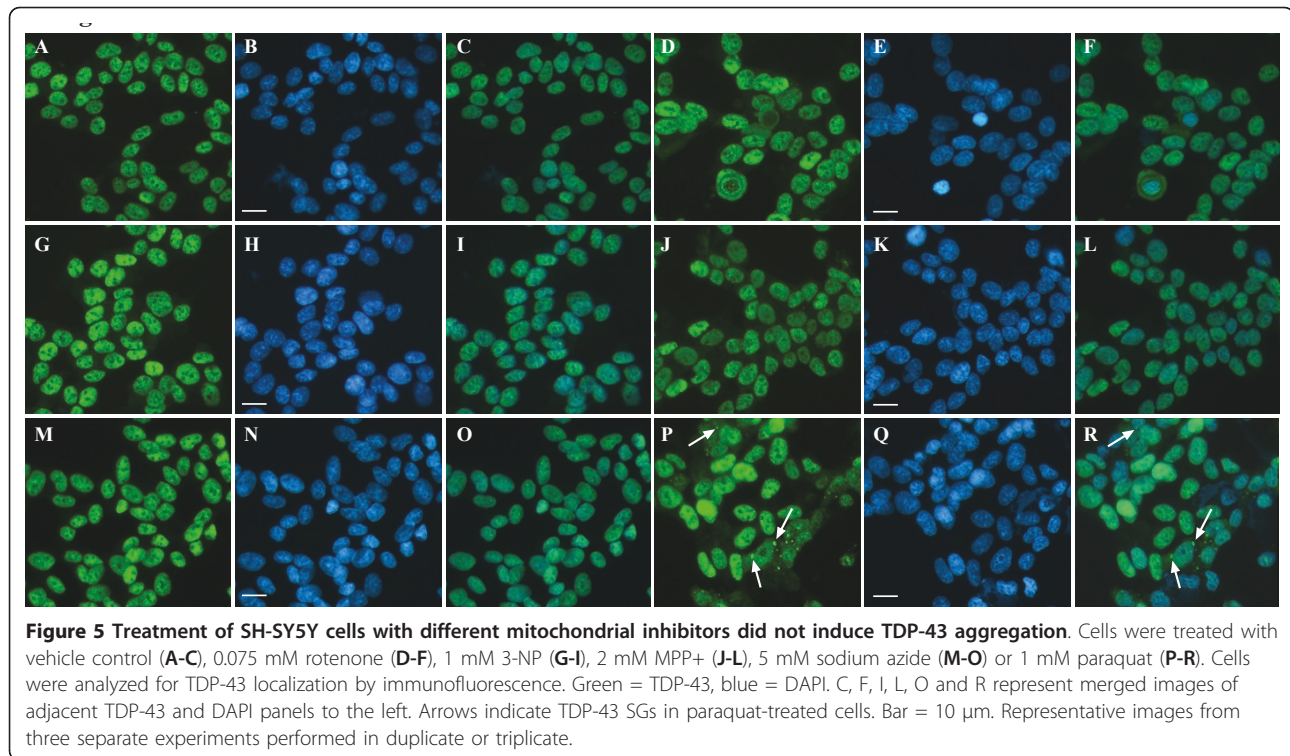 A B C D E F
G H I J K L
M N O P Q R
Figure 5 Treatment of SH-SY5Y cells with different mitochondrial inhibitors did not induce TDP-43 aggregation. Cells were treated with
vehicle control (A-C), 0.075 mM rotenone (D-F), 1 mM 3-NP (G-I), 2 mM MPP+ (J-L), 5 mM sodium azide (M-O) or 1 mM paraquat (P-R). Cells
were analyzed for TDP-43 localization by immunofluorescence. Green = TDP-43, blue = DAPI. C, F, I, L, O and R represent merged images of
adjacent TDP-43 and DAPI panels to the left. Arrows indicate TDP-43 SGs in paraquat-treated cells. Bar = 10 μm. Representative images from
three separate experiments performed in duplicate or triplicate.